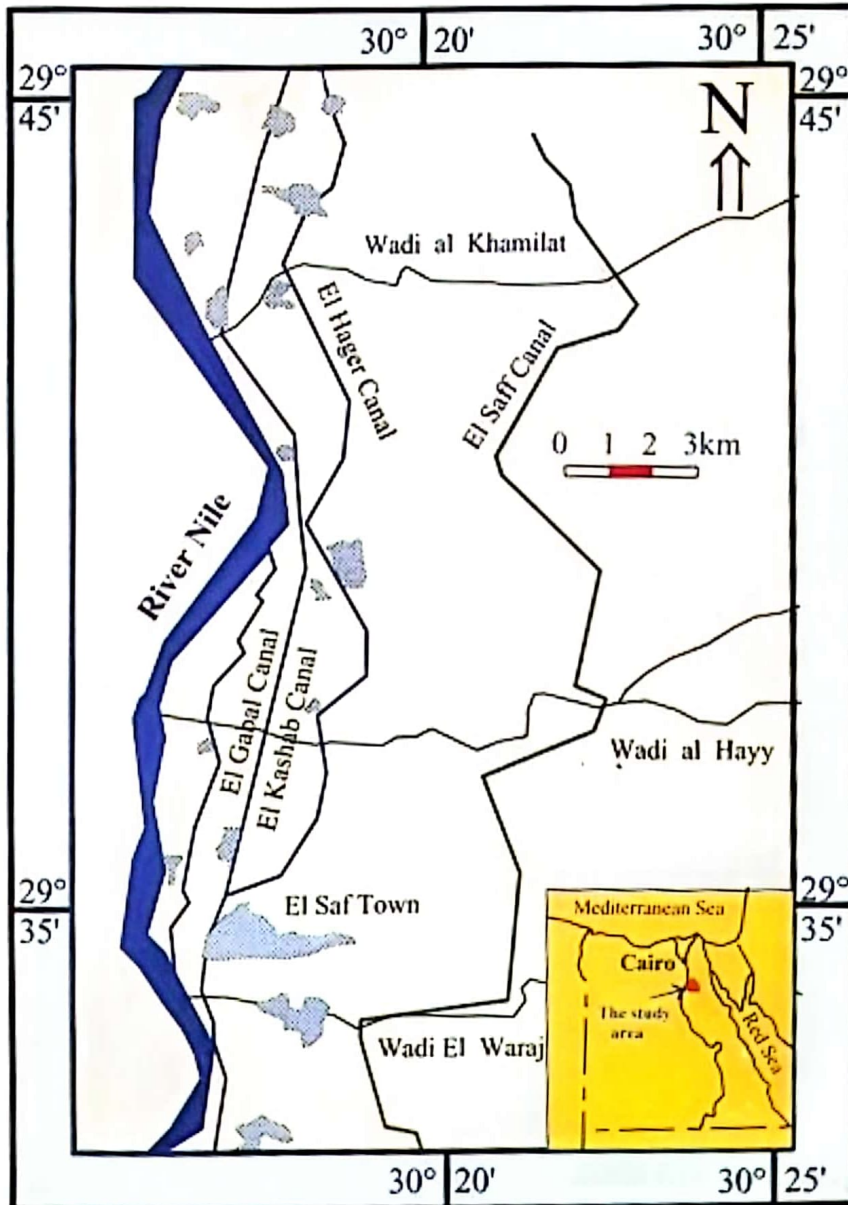 30° 20'
30° 25'
29°
45'
29°
45'
N
Wadi al Khamilat
El Hager Canal
El Saff Canal
0 1 2 3km
River Nile
El Gabal Canal
El Kashab Canal
Wadi al Hayy
29°
35'
29°
35'
El Saf Town
Mediterranean Sea
Cairo
The study
area
Red Sea
Wadi El Waraj
30° 20'
30° 25'